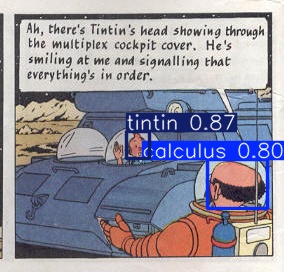 Ah, there's Tintin's head showing through
the multiplex cockpit cover. He's
smiling at me and signalling that
everything's in order.
tintin 0.87
calculus 0.80